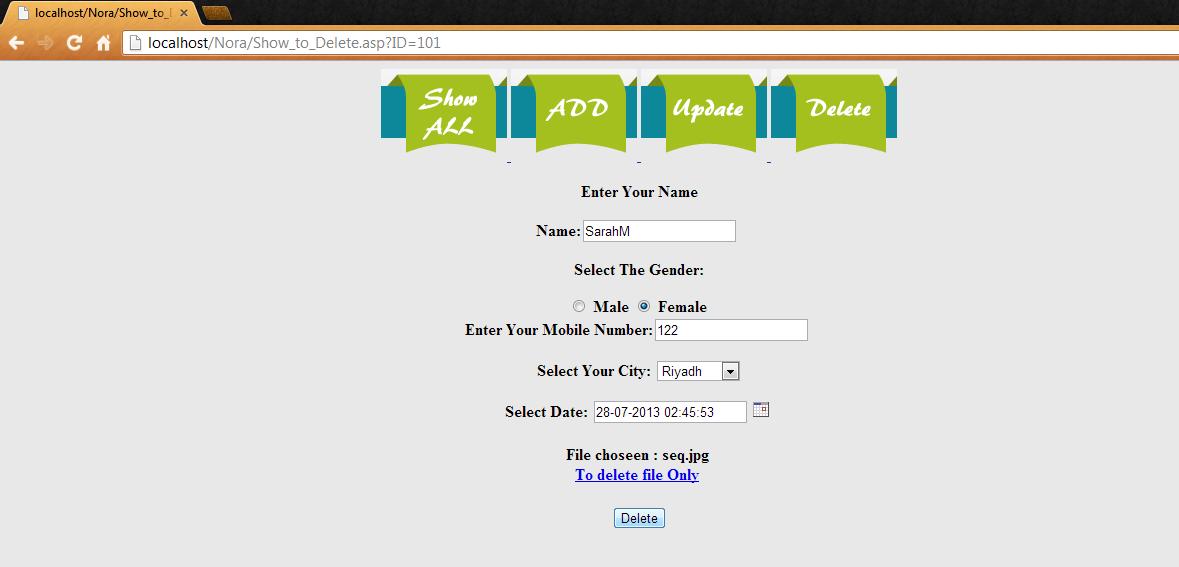 localhost/Nora/Show_to_
localhost/Nora/Show_to_Delete.asp?ID=101
Show ALL
ADD
Update
Delete
Enter Your Name
Name: SarahM
Select The Gender:
Male Female
Enter Your Mobile Number: 122
Select Your City: Riyadh
Select Date: 28-07-2013 02:45:53
File choseen : seq.jpg
To delete file Only
Delete